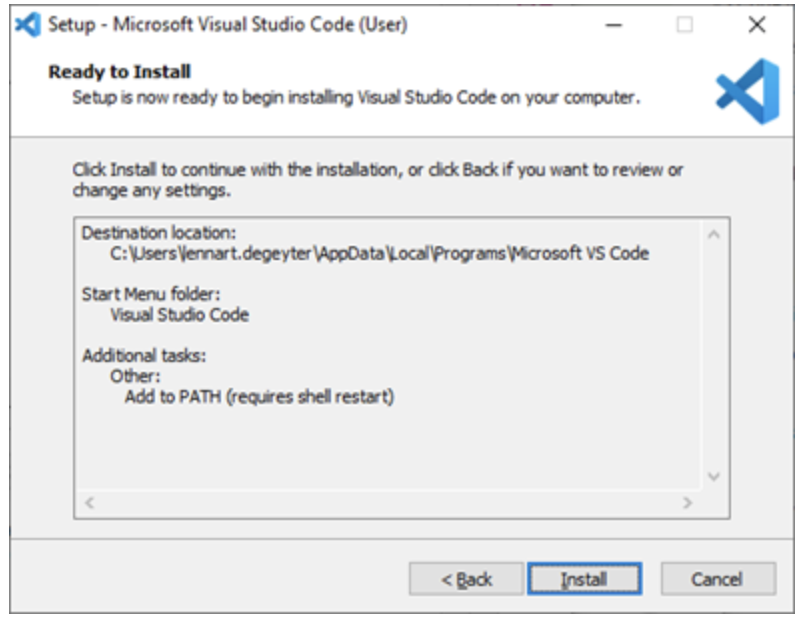 Setup - Microsoft Visual Studio Code (User)
Ready to Install
Setup is now ready to begin installing Visual Studio Code on your computer.
Click Install to continue with the installation, or click Back if you want to review or
change any settings.
Destination location:
C:\Users\lennart.degeyter\AppData\Local\Programs\Microsoft VS Code
Start Menu folder:
Visual Studio Code
Additional tasks:
Other:
Add to PATH (requires shell restart)
< Back
Install
Cancel